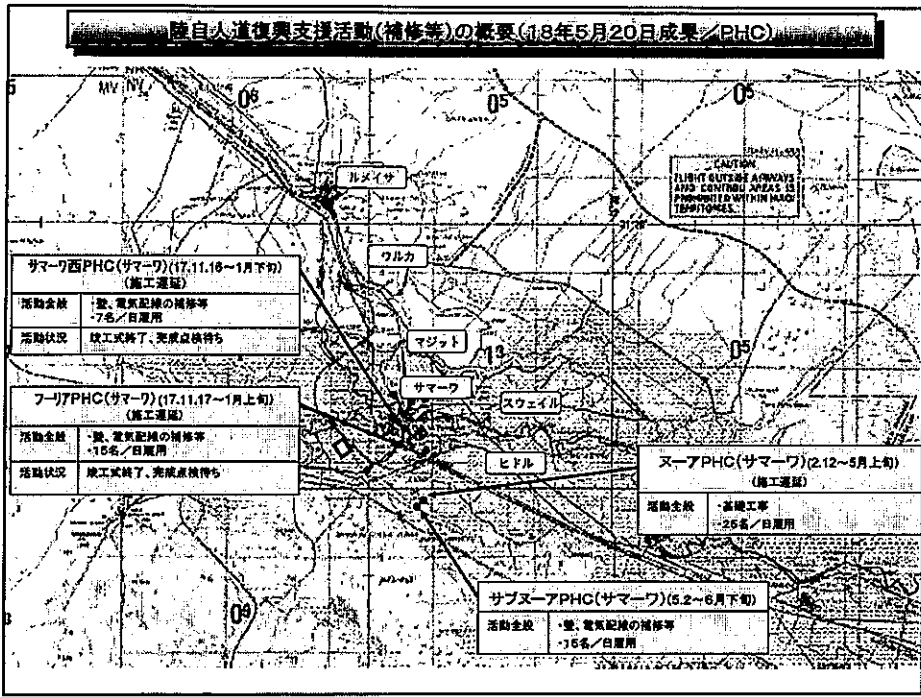 陸自人道復興支援活動(補修等)の概要(18年5月20日成果/PHC)
MV
NV
0⁶
0⁵
0⁵
ルメイサ
CAUTION
FLIGHT OUTSIDE AIRWAYS
AND CONTROL AREAS IS
PROHIBITED WITHIN IRAQI
TERRITORIES.
ワルカ
サマーワ西PHC(サマーワ)(17.11.16~1月下旬)
(施工遅延)
活動全般
・壁、電気配線の補修等
・7名/日雇用
活動状況
竣工式終了、完成点検待ち
マジット
1³
0⁵
サマーワ
フーリアPHC(サマーワ)(17.11.17~1月上旬)
(施工遅延)
活動全般
・壁、電気配線の補修等
・15名/日雇用
活動状況
竣工式終了、完成点検待ち
スウェイル
ヒドル
ヌーアPHC(サマーワ)(2.12~5月上旬)
(施工遅延)
活動全般
・基礎工事
・25名/日雇用
サブヌーアPHC(サマーワ)(5.2~6月下旬)
活動全般
・壁、電気配線の補修等
・15名/日雇用
0⁹